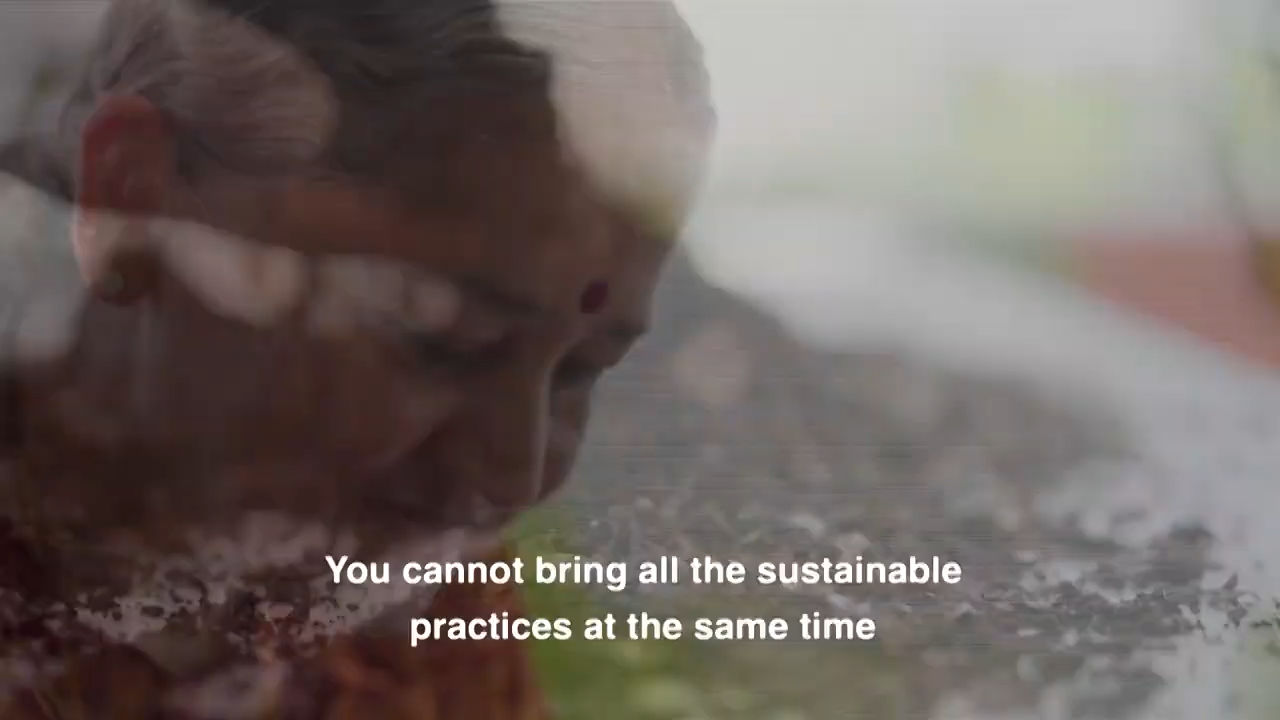 You cannot bring all the sustainable
practices at the same time